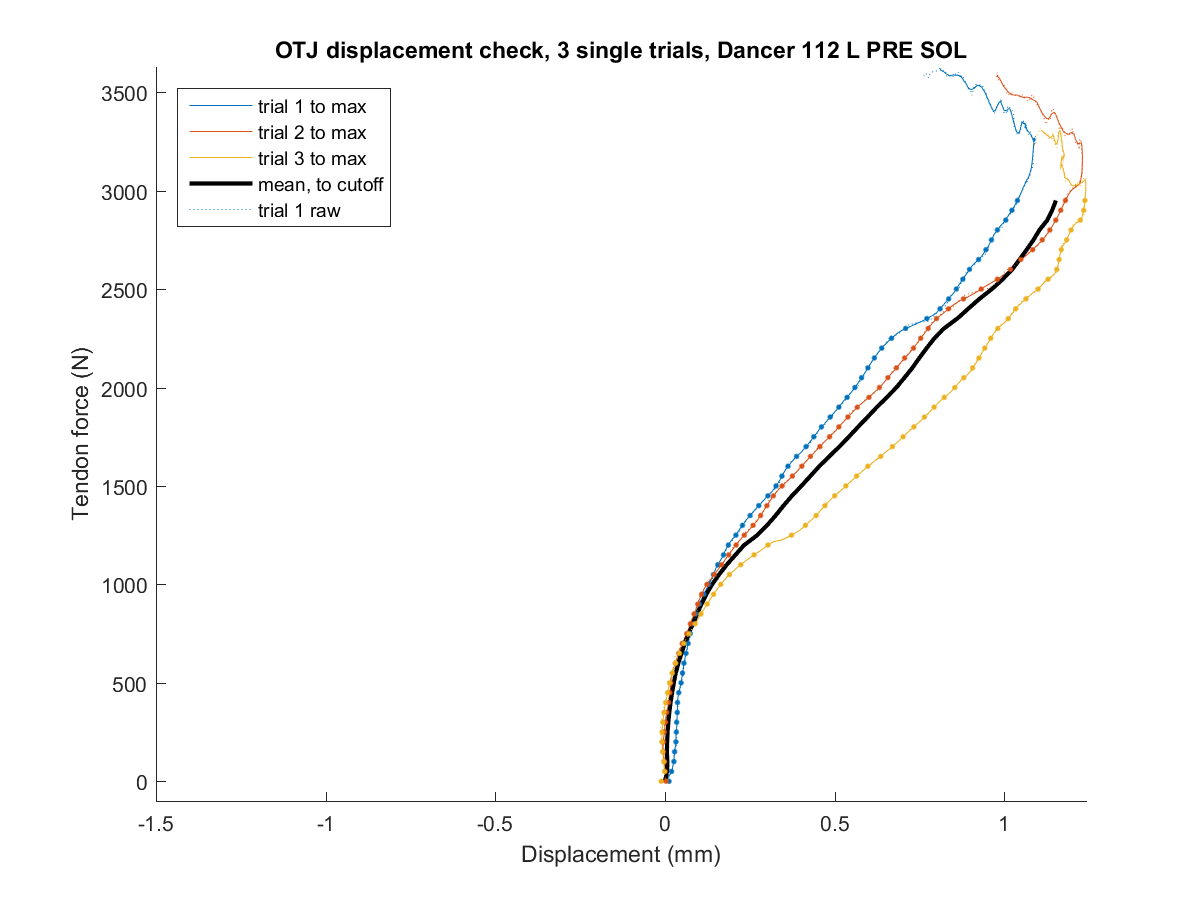 OTJ displacement check, 3 single trials, Dancer 112 L PRE SOL
trial 1 to max
trial 2 to max
trial 3 to max
mean, to cutoff
trial 1 raw
Tendon force (N)
3500
3000
2500
2000
1500
1000
500
0
-1.5
-1
-0.5
0
0.5
1
Displacement (mm)